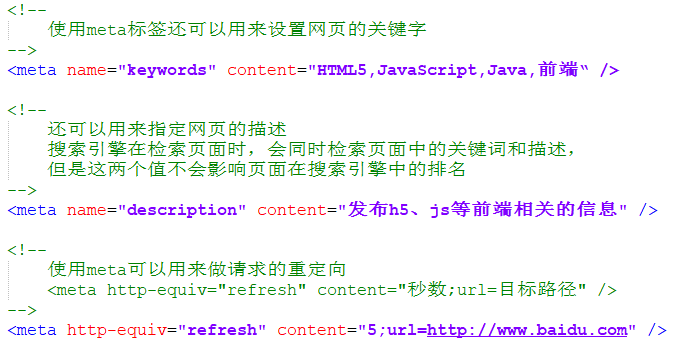 <!--
使用meta标签还可以用来设置网页的关键字
-->
<meta name="keywords" content="HTML5,JavaScript,Java,前端“ />
<!--
还可以用来指定网页的描述
搜索引擎在检索页面时，会同时检索页面中的关键词和描述，
但是这两个值不会影响页面在搜索引擎中的排名
-->
<meta name="description" content="发布h5、js等前端相关的信息" />
<!--
使用meta可以用来做请求的重定向
<meta http-equiv="refresh" content="秒数;url=目标路径" />
-->
<meta http-equiv="refresh" content="5;url=http://www.baidu.com" />